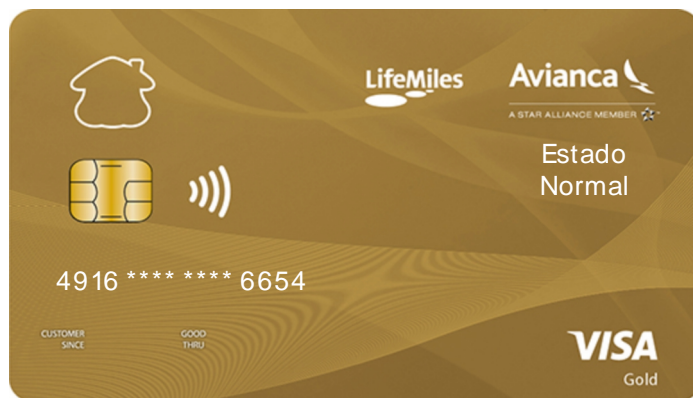 LifeMiles
Avianca
A STAR ALLIANCE MEMBER
Estado
Normal
4916 **** **** 6654
CUSTOMER
SINCE
GOOD
THRU
VISA
Gold